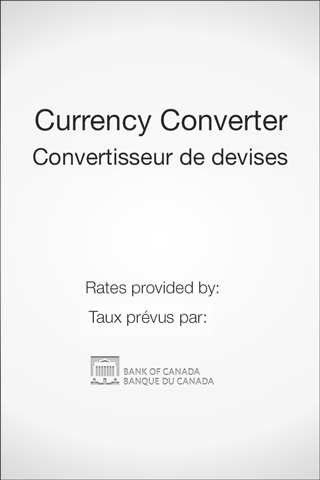 Currency Converter
Convertisseur de devises
Rates provided by:
Taux prévus par:
BANK OF CANADA
BANQUE DU CANADA